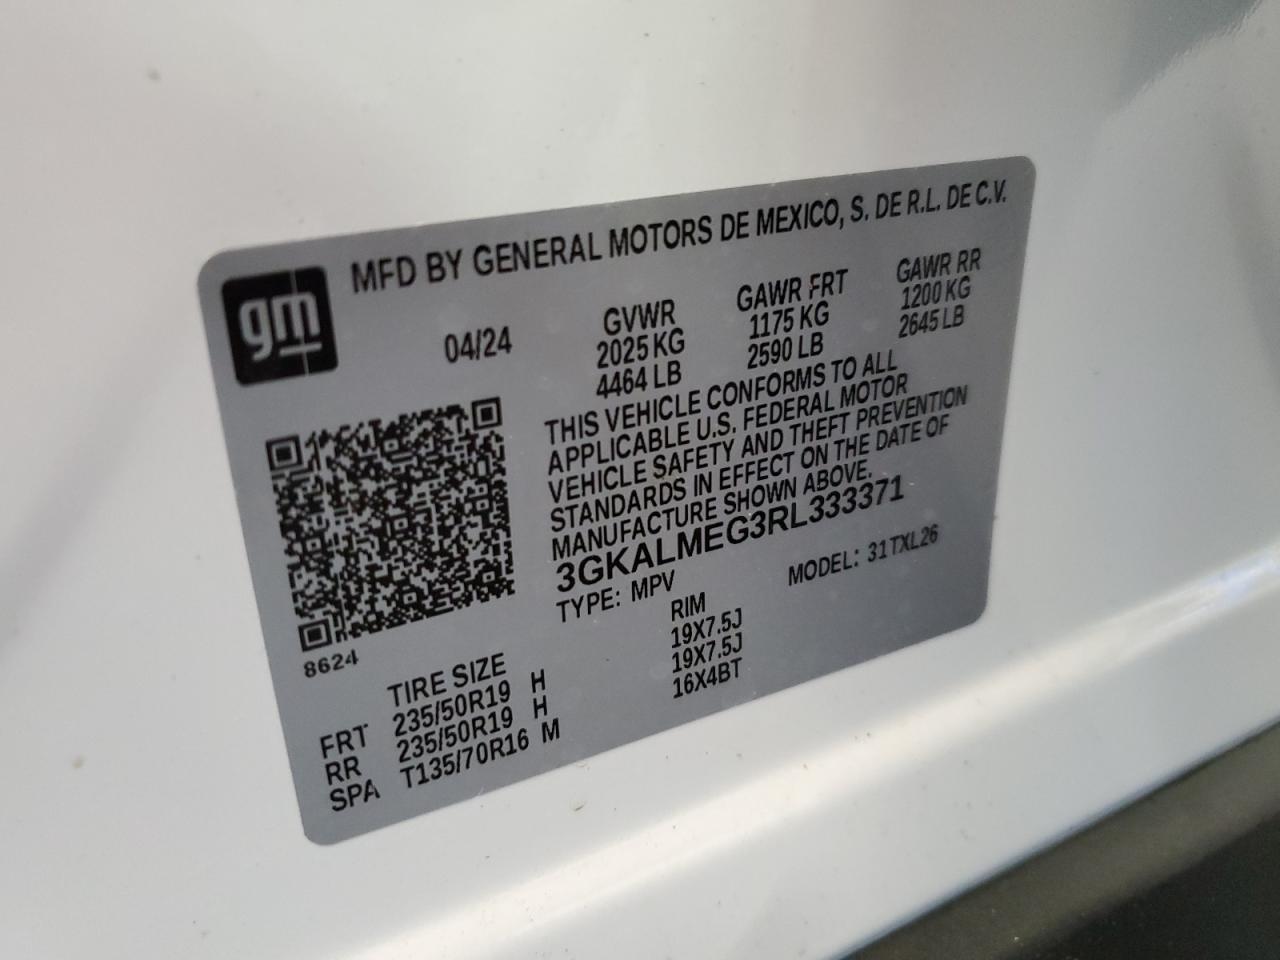 MFD BY GENERAL MOTORS DE MEXICO, S. DE R.L. DE C.V.
gm
04/24
GVWR
2025 KG
4464 LB
GAWR FRT
1175 KG
2590 LB
GAWR RR
1200 KG
2645 LB
THIS VEHICLE CONFORMS TO ALL
APPLICABLE U.S. FEDERAL MOTOR
VEHICLE SAFETY AND THEFT PREVENTION
STANDARDS IN EFFECT ON THE DATE OF
MANUFACTURE SHOWN ABOVE.
3GKALMEG3RL333371
TYPE: MPV MODEL: 31TXL26
8624
TIRE SIZE RIM
FRT 235/50R19 H 19X7.5J
RR 235/50R19 H 19X7.5J
SPA T135/70R16 M 16X4BT